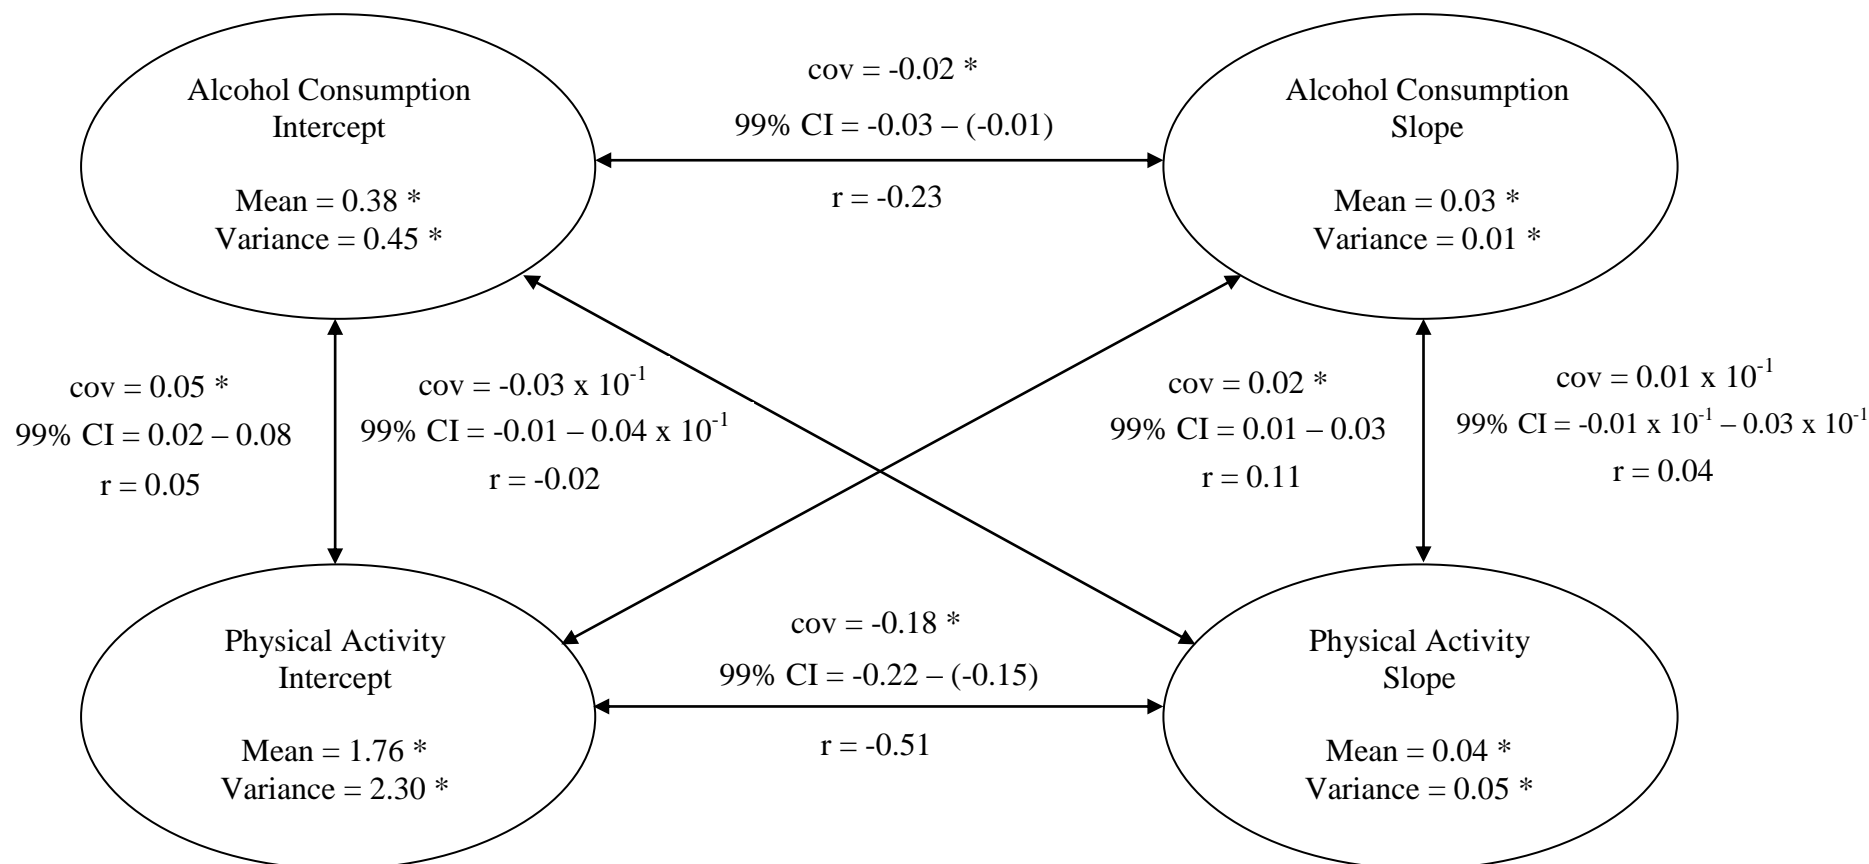 Alcohol Consumption
Intercept
Mean = 0.38 *
Variance = 0.45 *
cov = -0.02 *
99% CI = -0.03 – (-0.01)
r = -0.23
Alcohol Consumption
Slope
Mean = 0.03 *
Variance = 0.01 *
cov = 0.05 *
99% CI = 0.02 – 0.08
r = 0.05
cov = -0.03 x 10⁻¹
99% CI = -0.01 – 0.04 x 10⁻¹
r = -0.02
cov = 0.02 *
99% CI = 0.01 – 0.03
r = 0.11
cov = 0.01 x 10⁻¹
99% CI = -0.01 x 10⁻¹ – 0.03 x 10⁻¹
r = 0.04
Physical Activity
Intercept
Mean = 1.76 *
Variance = 2.30 *
cov = -0.18 *
99% CI = -0.22 – (-0.15)
r = -0.51
Physical Activity
Slope
Mean = 0.04 *
Variance = 0.05 *